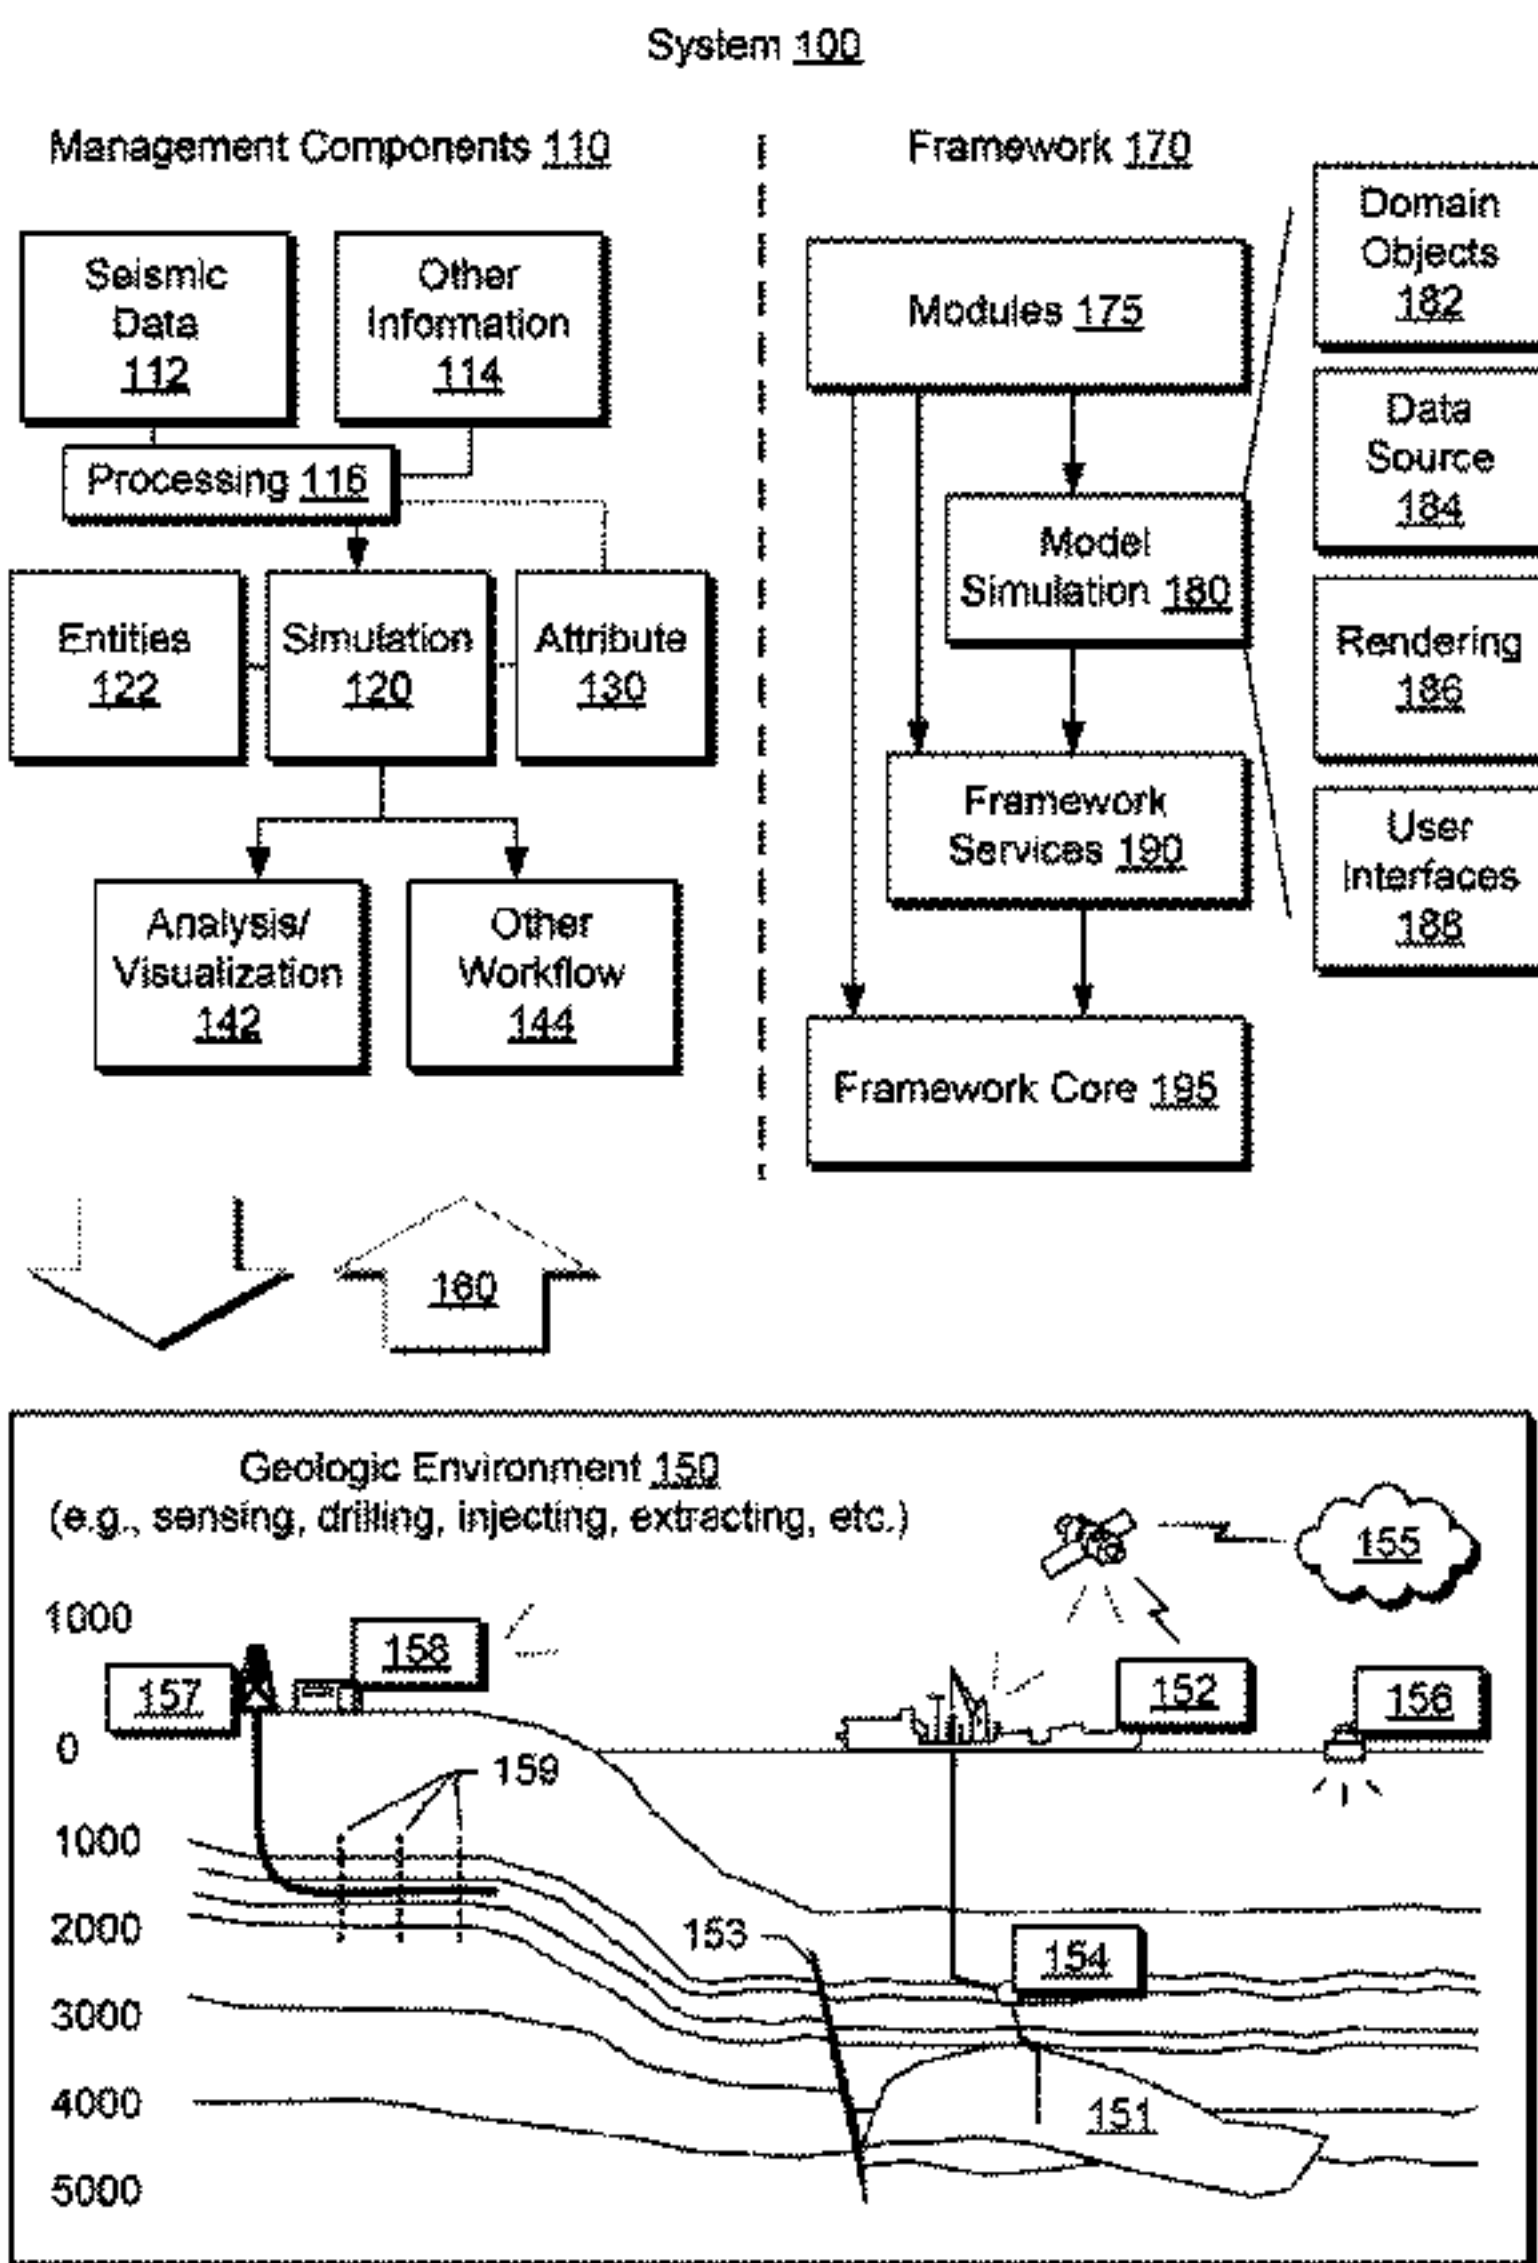 System 100
Management Components 110
Seismic
Data
112
Other
Information
114
Processing 116
Entities
122
Simulation
120
Attribute
130
Analysis/
Visualization
142
Other
Workflow
144
Framework 170
Modules 175
Model
Simulation 180
Framework
Services 190
Framework Core 195
Domain
Objects
182
Data
Source
184
Rendering
186
User
Interfaces
188
160
Geologic Environment 150
(e.g., sensing, drilling, injecting, extracting, etc.)
155
1000
158
157
152
156
0
159
1000
2000
153
154
3000
4000
151
5000